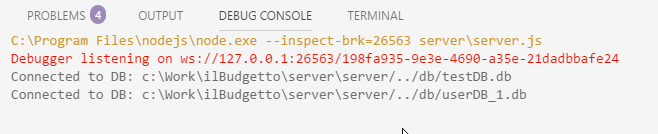 PROBLEMS 4 OUTPUT DEBUG CONSOLE TERMINAL
C:\Program Files\nodejs\node.exe --inspect-brk=26563 server\server.js
Debugger listening on ws://127.0.0.1:26563/198fa935-9e3e-4690-a35e-21dadbbafe24
Connected to DB: c:\Work\ilBudgetto\server\server/../db/testDB.db
Connected to DB: c:\Work\ilBudgetto\server\server/../db/userDB_1.db